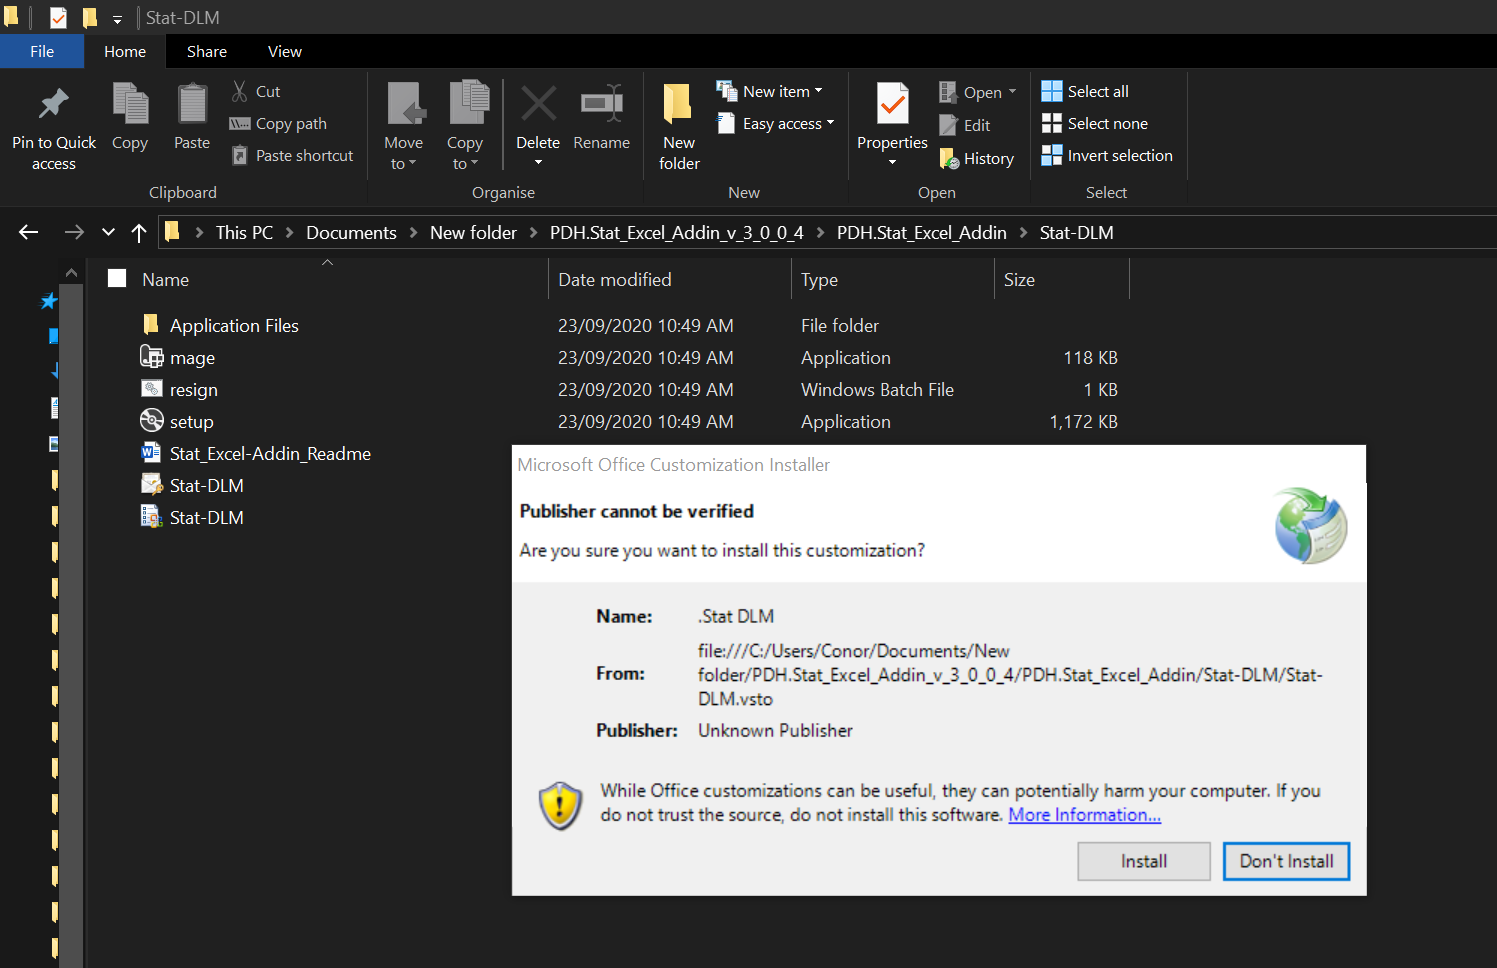 Stat-DLM
File Home Share View
Pin to Quick access
Copy
Paste
Cut
Copy path
Paste shortcut
Clipboard
Move to
Copy to
Delete
Rename
Organise
New folder
New item
Easy access
New
Properties
Open
Edit
History
Open
Select all
Select none
Invert selection
Select
This PC > Documents > New folder > PDH.Stat_Excel_Addin_v_3_0_0_4 > PDH.Stat_Excel_Addin > Stat-DLM
Name Date modified Type Size
Application Files 23/09/2020 10:49 AM File folder
mage 23/09/2020 10:49 AM Application 118 KB
resign 23/09/2020 10:49 AM Windows Batch File 1 KB
setup 23/09/2020 10:49 AM Application 1,172 KB
Stat_Excel-Addin_Readme
Stat-DLM
Stat-DLM
Microsoft Office Customization Installer
Publisher cannot be verified
Are you sure you want to install this customization?
Name: .Stat DLM
From: file:///C:/Users/Conor/Documents/New
folder/PDH.Stat_Excel_Addin_v_3_0_0_4/PDH.Stat_Excel_Addin/Stat-DLM/Stat-
DLM.vsto
Publisher: Unknown Publisher
While Office customizations can be useful, they can potentially harm your computer. If you
do not trust the source, do not install this software. More Information...
Install Don't Install